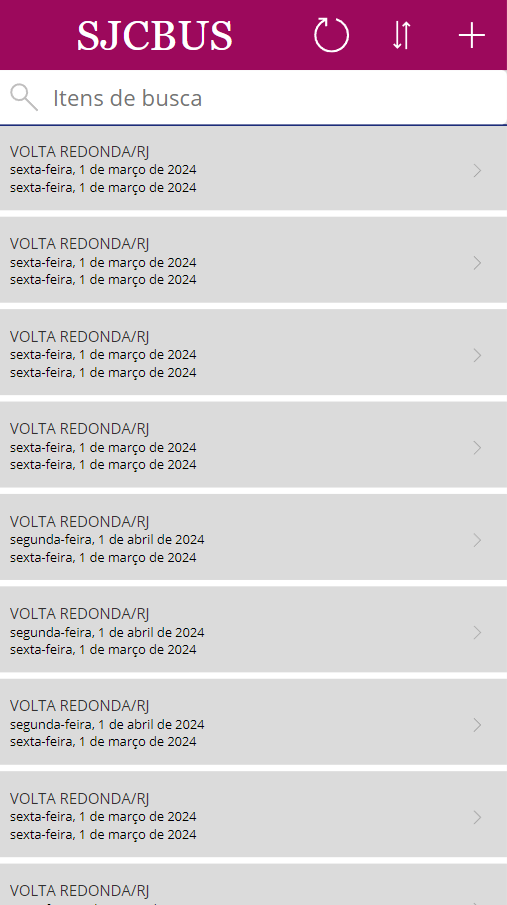 SJCBUS
Itens de busca
VOLTA REDONDA/RJ
sexta-feira, 1 de março de 2024
sexta-feira, 1 de março de 2024
VOLTA REDONDA/RJ
sexta-feira, 1 de março de 2024
sexta-feira, 1 de março de 2024
VOLTA REDONDA/RJ
sexta-feira, 1 de março de 2024
sexta-feira, 1 de março de 2024
VOLTA REDONDA/RJ
sexta-feira, 1 de março de 2024
sexta-feira, 1 de março de 2024
VOLTA REDONDA/RJ
segunda-feira, 1 de abril de 2024
sexta-feira, 1 de março de 2024
VOLTA REDONDA/RJ
segunda-feira, 1 de abril de 2024
sexta-feira, 1 de março de 2024
VOLTA REDONDA/RJ
segunda-feira, 1 de abril de 2024
sexta-feira, 1 de março de 2024
VOLTA REDONDA/RJ
sexta-feira, 1 de março de 2024
sexta-feira, 1 de março de 2024
VOLTA REDONDA/RJ